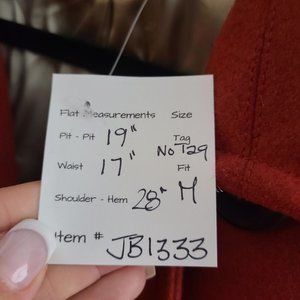 Flat Measurements Size
Pit - Pit 19" Tag
No Tag
Waist 17" Fit
Shoulder - Hem 28" M
Item # JB1333